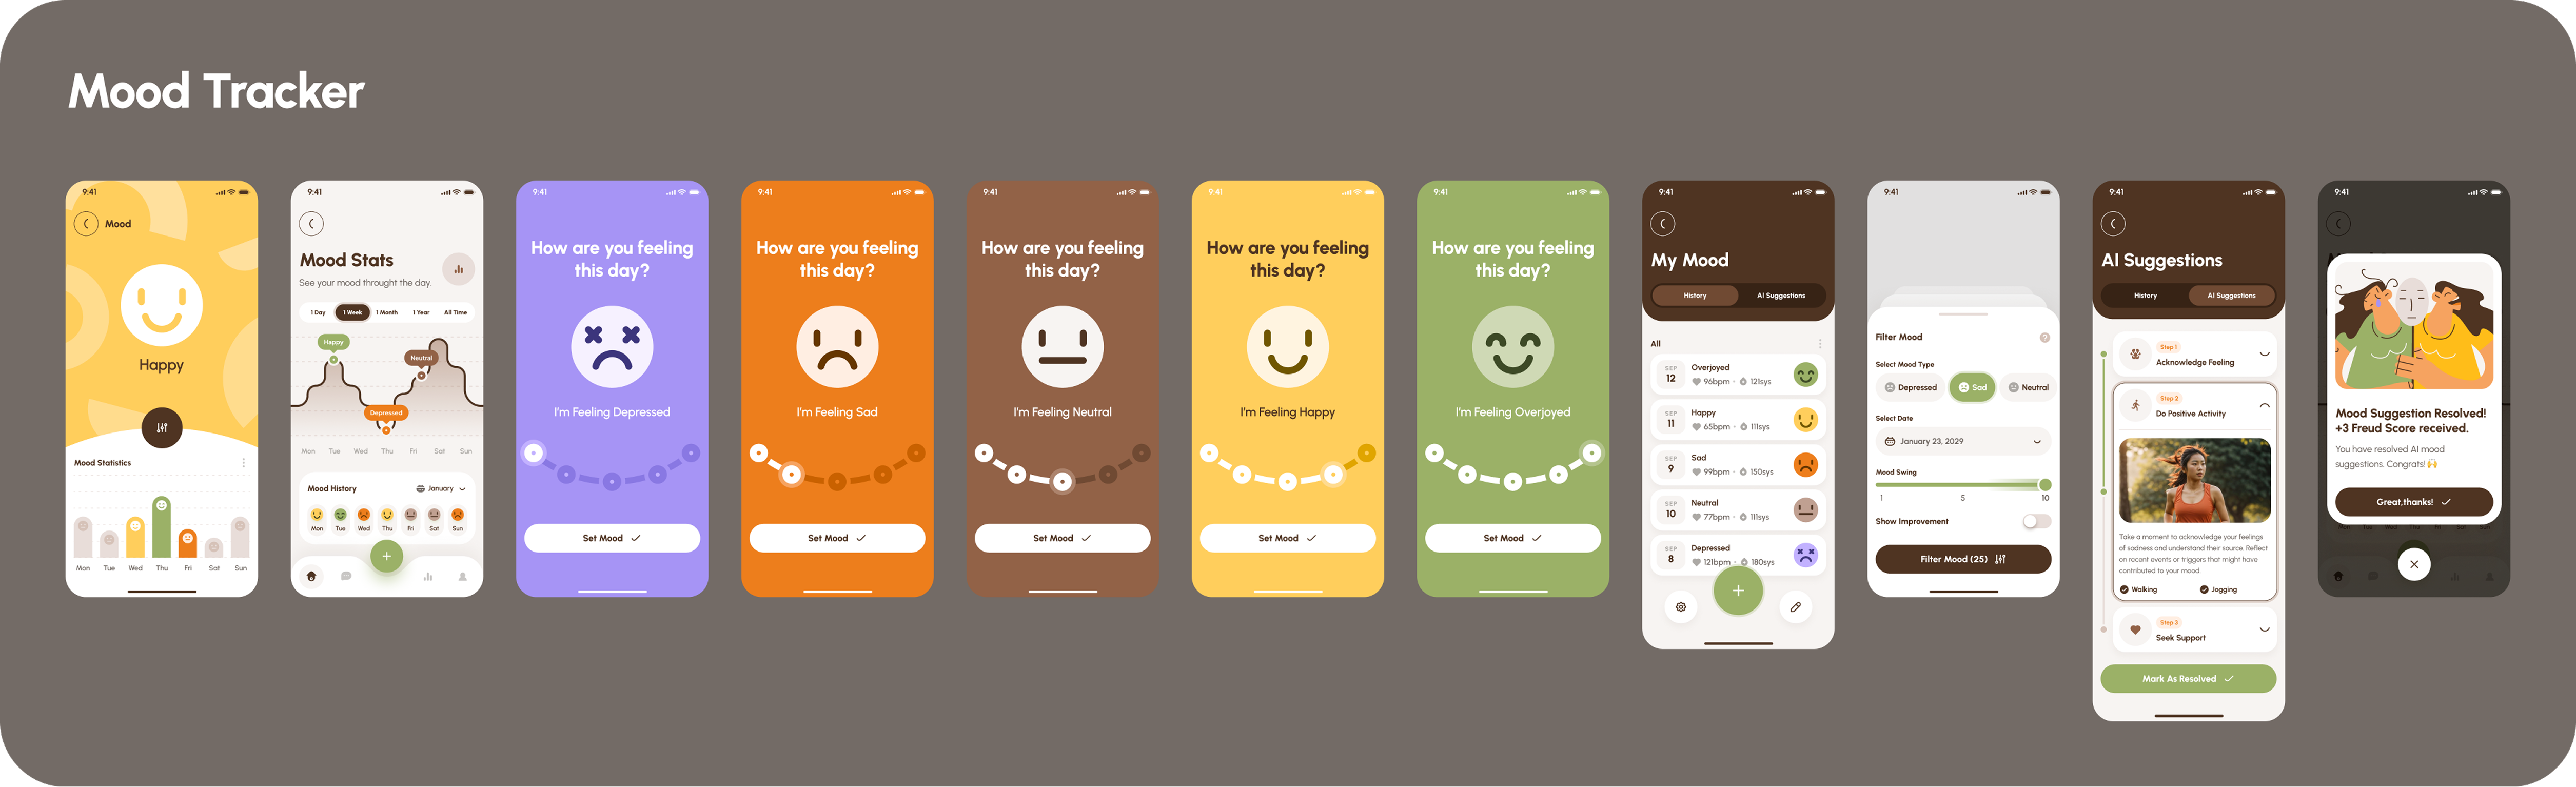 Mood Tracker
9:41
Mood
Happy
Mood Statistics
Mon Tue Wed Thu Fri Sat Sun
9:41
Mood Stats
See your mood throught the day.
1 Day 1 Week 1 Month 1 Year All Time
Happy
Neutral
Depressed
Mon Tue Wed Thu Fri Sat Sun
Mood History January
Mon Tue Wed Thu Fri Sat Sun
9:41
How are you feeling
this day?
I'm Feeling Depressed
Set Mood
9:41
How are you feeling
this day?
I'm Feeling Sad
Set Mood
9:41
How are you feeling
this day?
I'm Feeling Neutral
Set Mood
9:41
How are you feeling
this day?
I'm Feeling Happy
Set Mood
9:41
How are you feeling
this day?
I'm Feeling Overjoyed
Set Mood
9:41
My Mood
History AI Suggestions
All
SEP
12
Overjoyed
96bpm · 121sys
SEP
11
Happy
65bpm · 111sys
SEP
9
Sad
99bpm · 150sys
SEP
10
Neutral
77bpm · 111sys
SEP
8
Depressed
121bpm · 180sys
9:41
Filter Mood
Select Mood Type
Depressed Sad Neutral
Select Date
January 23, 2029
Mood Swing
1 5 10
Show Improvement
Filter Mood (25)
9:41
AI Suggestions
History AI Suggestions
Step 1
Acknowledge Feeling
Step 2
Do Positive Activity
Take a moment to acknowledge your feelings
of sadness and understand their source. Reflect
on recent events or triggers that might have
contributed to your mood.
Walking Jogging
Step 3
Seek Support
Mark As Resolved
9:41
Mood Suggestion Resolved!
+3 Freud Score received.
You have resolved AI mood
suggestions. Congrats! 🙌
Great,thanks!